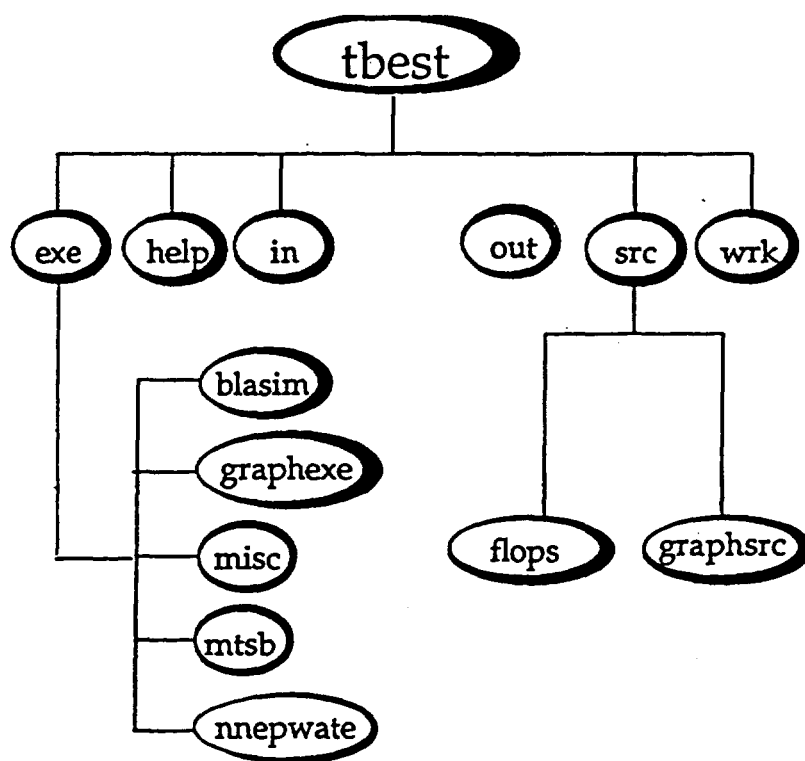 tbest
exe help in out src wrk
blasim
graphexe
misc
mtsb
nnepwate
flops graphsrc